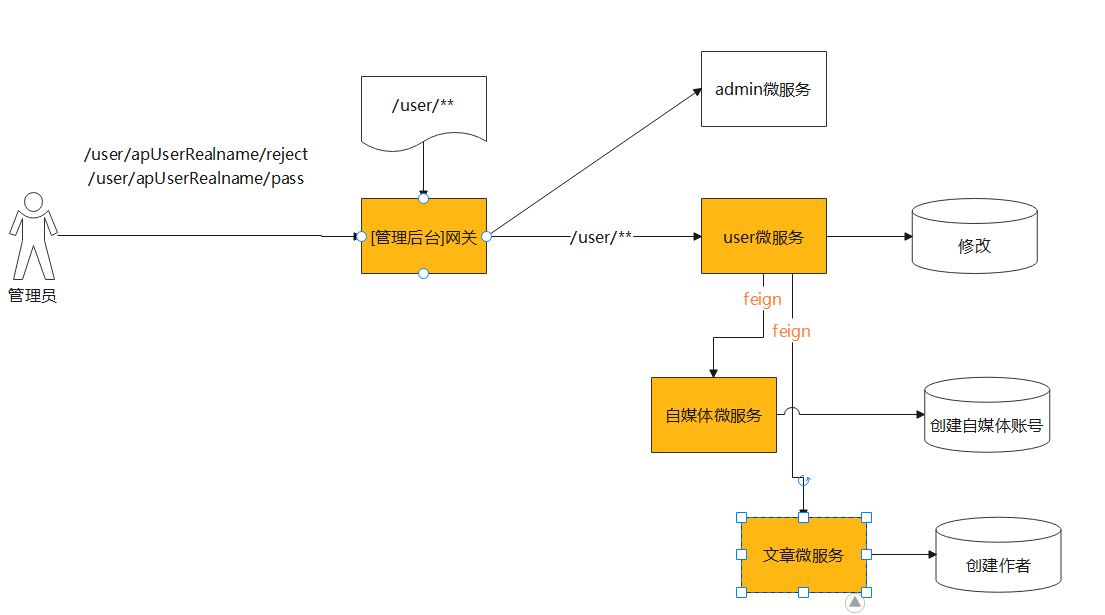 /user/**
admin微服务
/user/apUserRealname/reject
/user/apUserRealname/pass
[管理后台]网关
/user/**
user微服务
修改
管理员
feign
feign
自媒体微服务
创建自媒体账号
文章微服务
创建作者